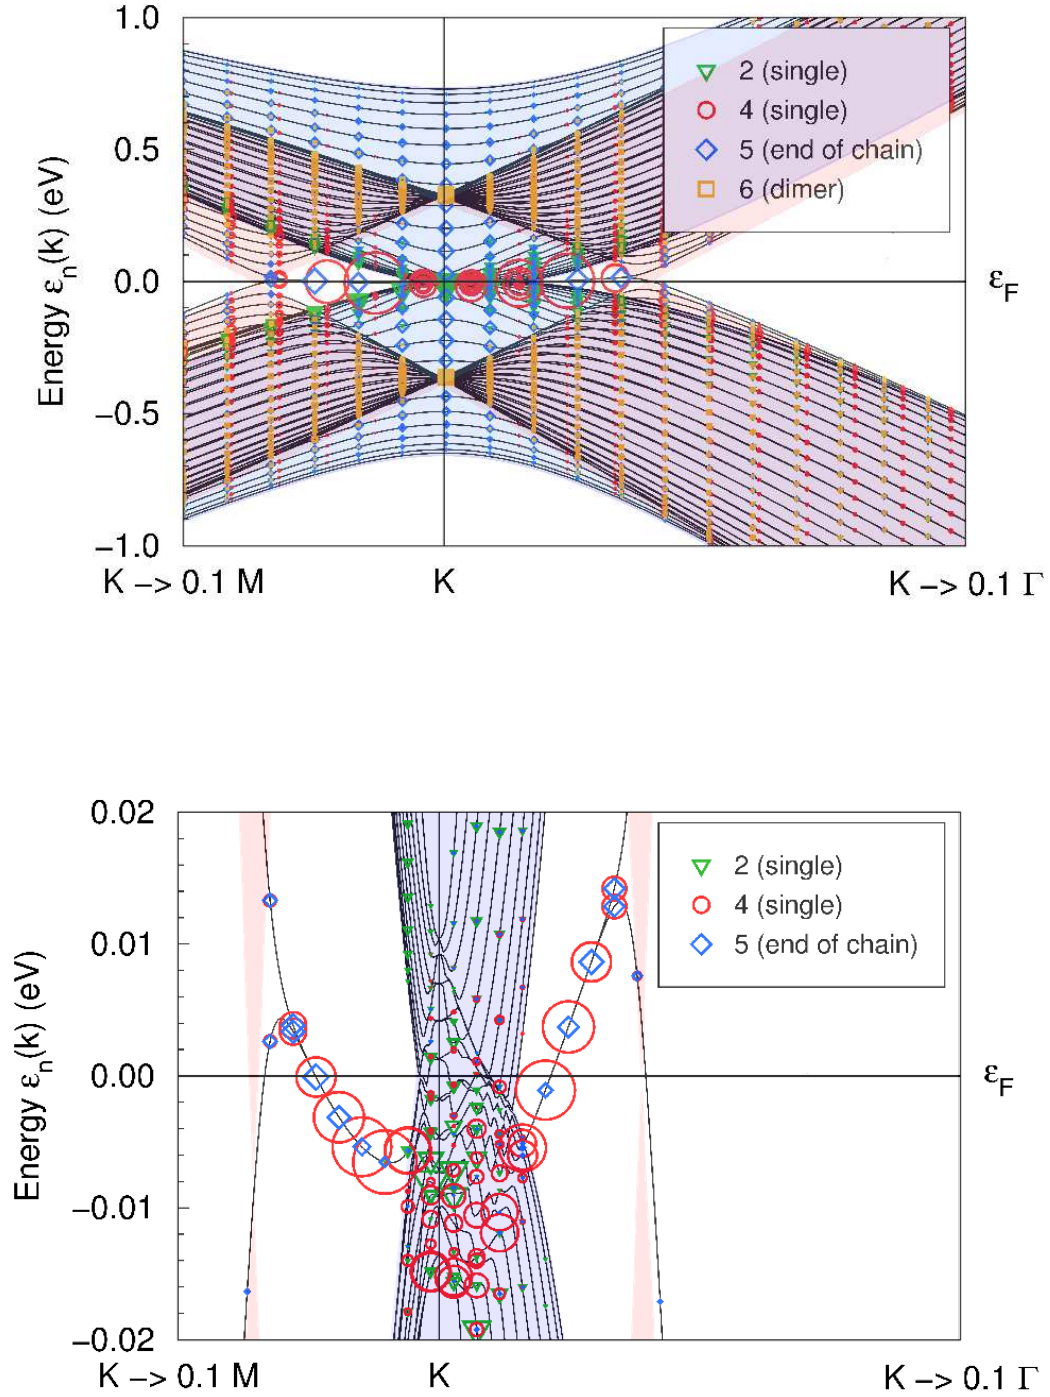 1.0
2 (single)
4 (single)
0.5
5 (end of chain)
6 (dimer)
Energy εn(k) (eV)
0.0
εF
−0.5
−1.0
K −> 0.1 M
K
K −> 0.1 Γ
0.02
2 (single)
4 (single)
0.01
5 (end of chain)
Energy εn(k) (eV)
0.00
εF
−0.01
−0.02
K −> 0.1 M
K
K −> 0.1 Γ